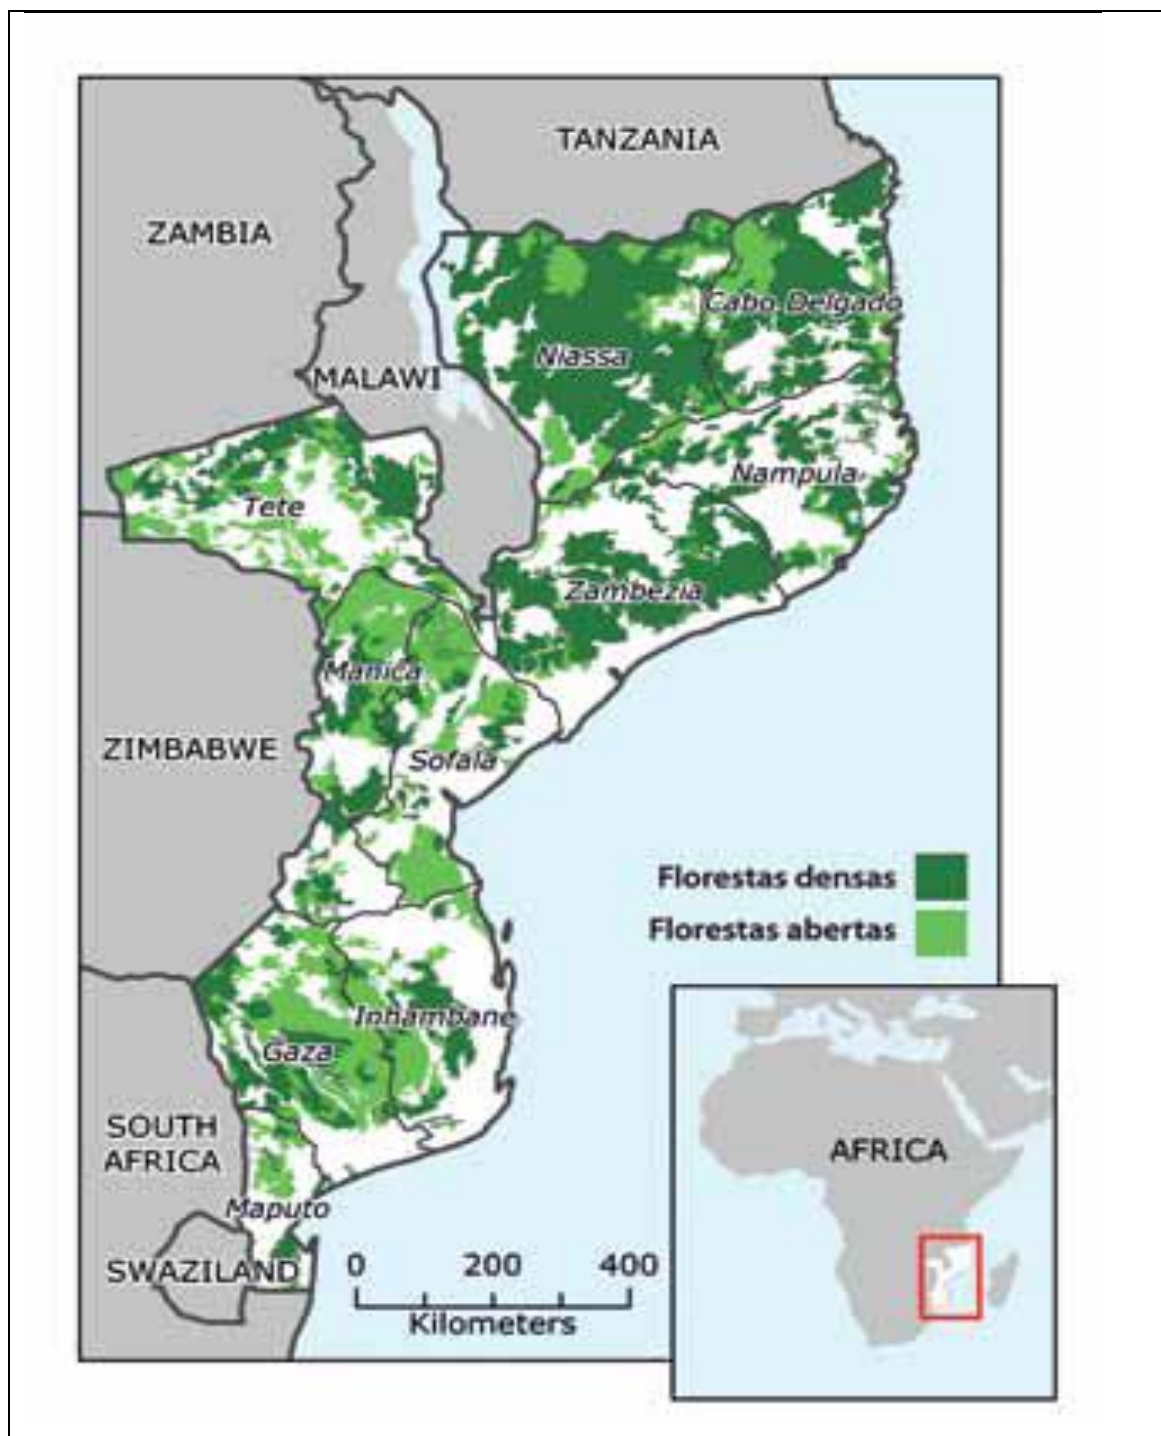 TANZANIA
ZAMBIA
Cabo Delgado
Niassa
MALAWI
Nampula
Tete
Zambezia
Manica
ZIMBABWE
Sofala
Florestas densas
Florestas abertas
Inhambane
Gaza
SOUTH
AFRICA
AFRICA
Maputo
SWAZILAND
0 200 400
Kilometers